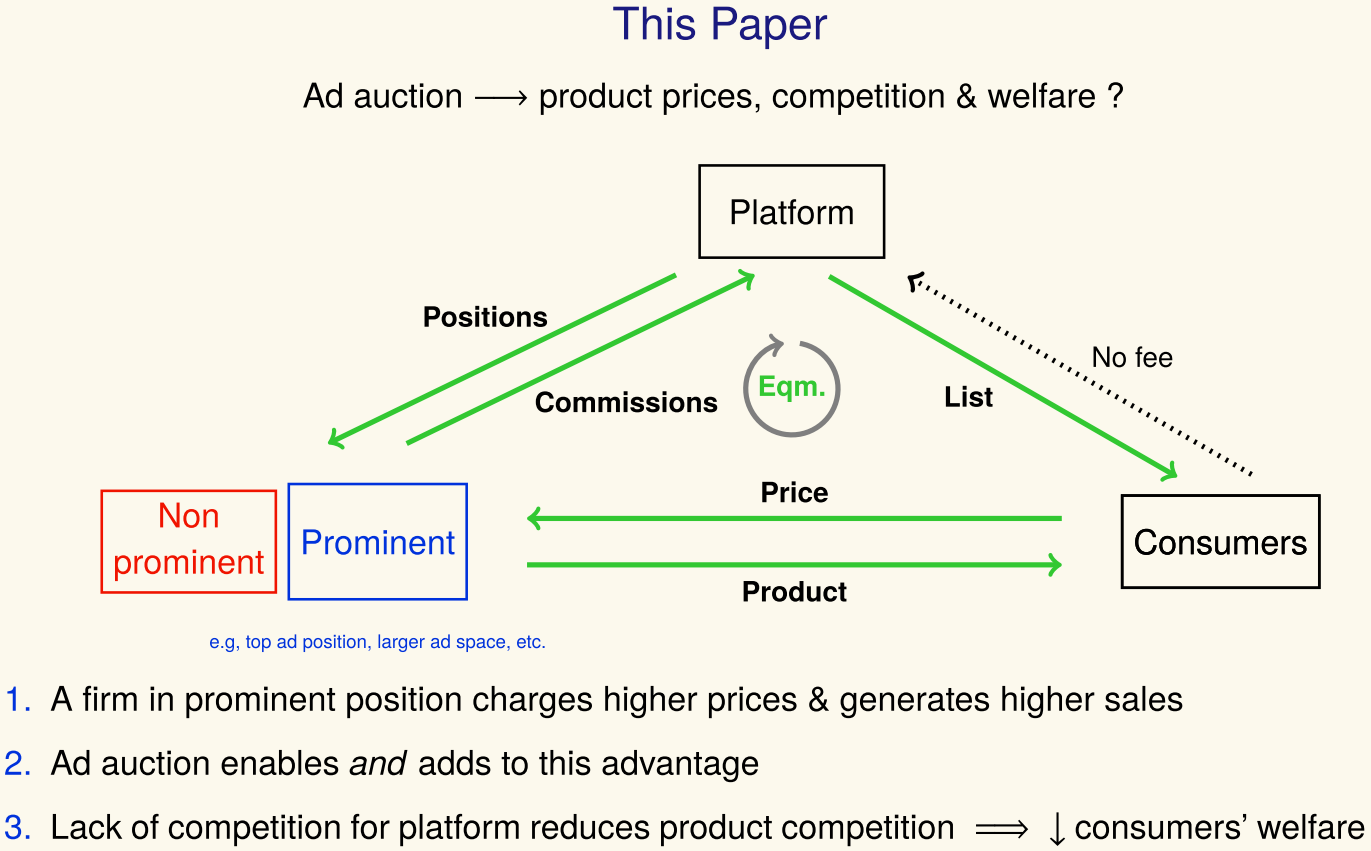 This Paper
Ad auction ⟶ product prices, competition & welfare ?
Platform
Positions
Commissions
Eqm.
No fee
List
Non
prominent
Prominent
Price
Product
Consumers
e.g, top ad position, larger ad space, etc.
1. A firm in prominent position charges higher prices & generates higher sales
2. Ad auction enables and adds to this advantage
3. Lack of competition for platform reduces product competition ⟹ ↓ consumers’ welfare